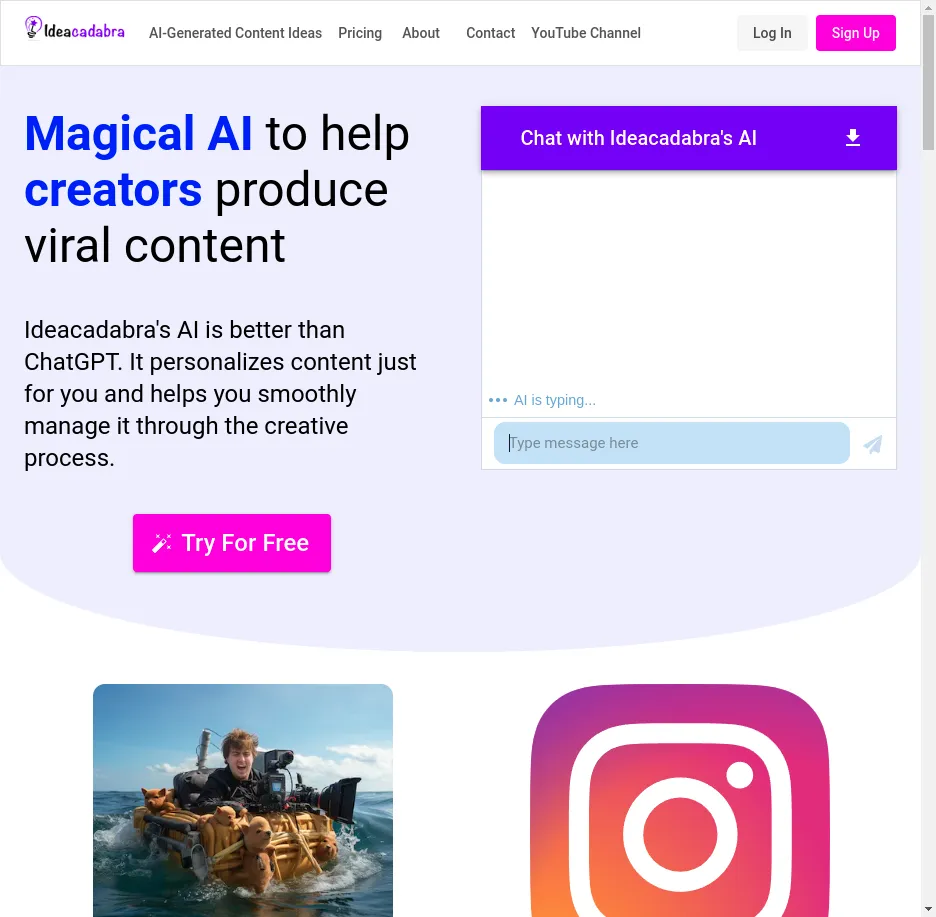 Ideacadabra
AI-Generated Content Ideas
Pricing
About
Contact
YouTube Channel
Log In
Sign Up
Magical AI to help
creators produce
viral content
Ideacadabra's AI is better than
ChatGPT. It personalizes content just
for you and helps you smoothly
manage it through the creative
process.
Try For Free
Chat with Ideacadabra's AI
AI is typing...
Type message here